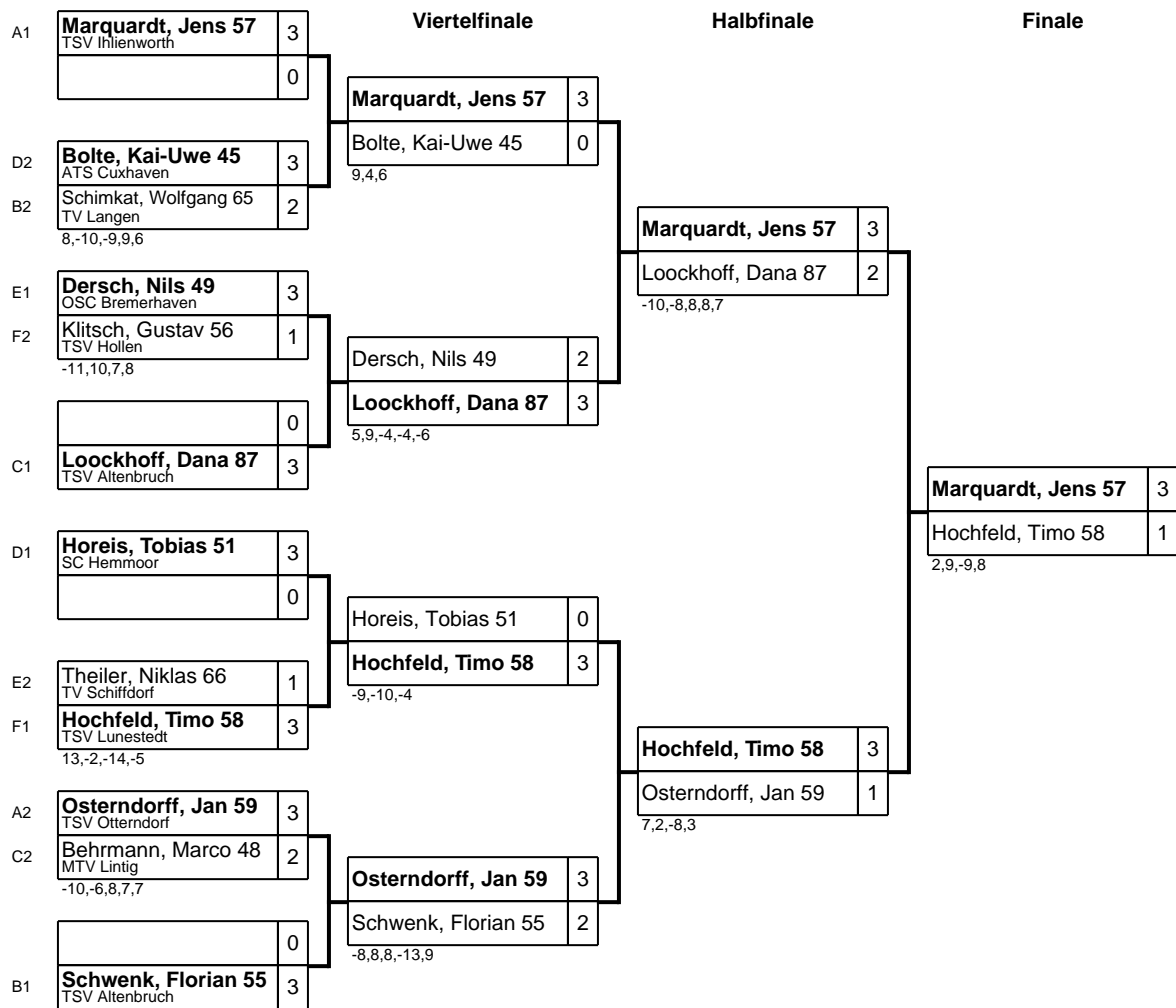 Viertelfinale
Halbfinale
Finale
A1
Marquardt, Jens 57 3
TSV Ihlienworth
0
D2
Bolte, Kai-Uwe 45 3
ATS Cuxhaven
B2
Schimkat, Wolfgang 65 2
TV Langen
8,-10,-9,9,6
E1
Dersch, Nils 49 3
OSC Bremerhaven
F2
Klitsch, Gustav 56 1
TSV Hollen
-11,10,7,8
0
C1
Loockhoff, Dana 87 3
TSV Altenbruch
D1
Horeis, Tobias 51 3
SC Hemmoor
0
E2
Theiler, Niklas 66 1
TV Schiffdorf
F1
Hochfeld, Timo 58 3
TSV Lunestedt
13,-2,-14,-5
A2
Osterndorff, Jan 59 3
TSV Otterndorf
C2
Behrmann, Marco 48 2
MTV Lintig
-10,-6,8,7,7
0
B1
Schwenk, Florian 55 3
TSV Altenbruch
Marquardt, Jens 57 3
Bolte, Kai-Uwe 45 0
9,4,6
Dersch, Nils 49 2
Loockhoff, Dana 87 3
5,9,-4,-4,-6
Horeis, Tobias 51 0
Hochfeld, Timo 58 3
-9,-10,-4
Osterndorff, Jan 59 3
Schwenk, Florian 55 2
-8,8,8,-13,9
Marquardt, Jens 57 3
Loockhoff, Dana 87 2
-10,-8,8,8,7
Hochfeld, Timo 58 3
Osterndorff, Jan 59 1
7,2,-8,3
Marquardt, Jens 57 3
Hochfeld, Timo 58 1
2,9,-9,8